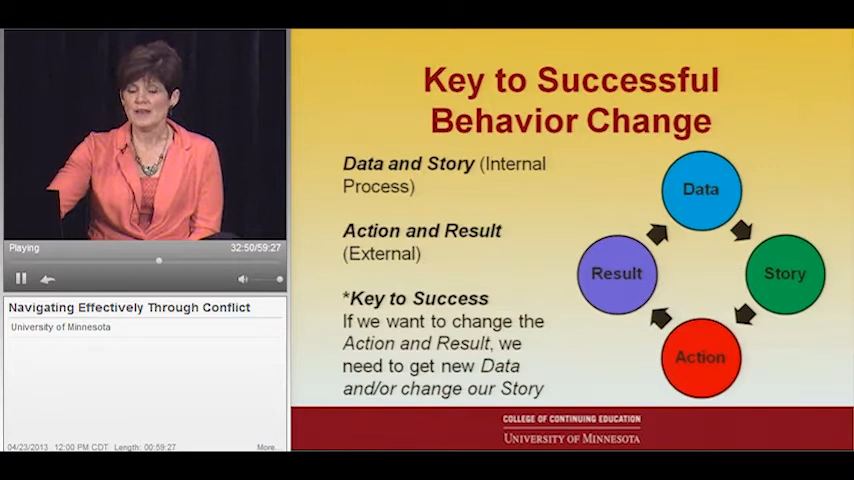 Key to Successful
Behavior Change
Data and Story (Internal
Process)
Action and Result
(External)
*Key to Success
If we want to change the
Action and Result, we
need to get new Data
and/or change our Story
Data
Story
Action
Result
COLLEGE OF CONTINUING EDUCATION
UNIVERSITY OF MINNESOTA
Playing
32:50/59:27
Navigating Effectively Through Conflict
University of Minnesota
04/23/2013 12:00 PM CDT Length: 00:59:27
More...